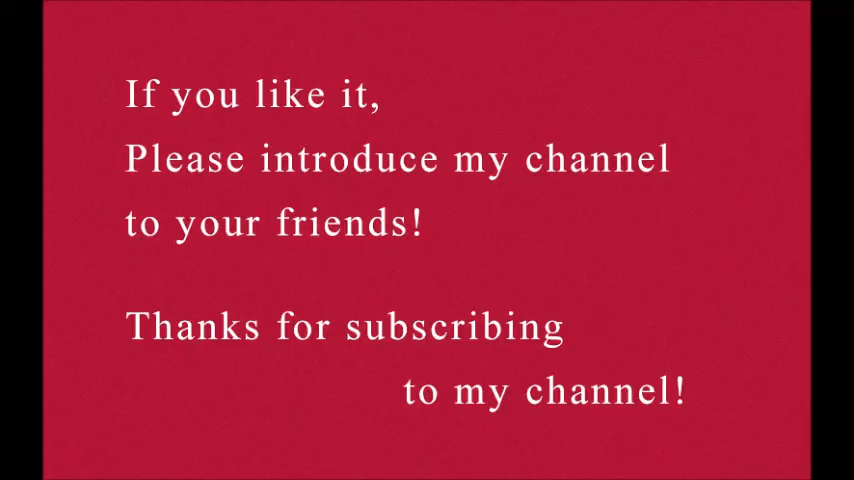 If you like it,
Please introduce my channel
to your friends!
Thanks for subscribing
to my channel!